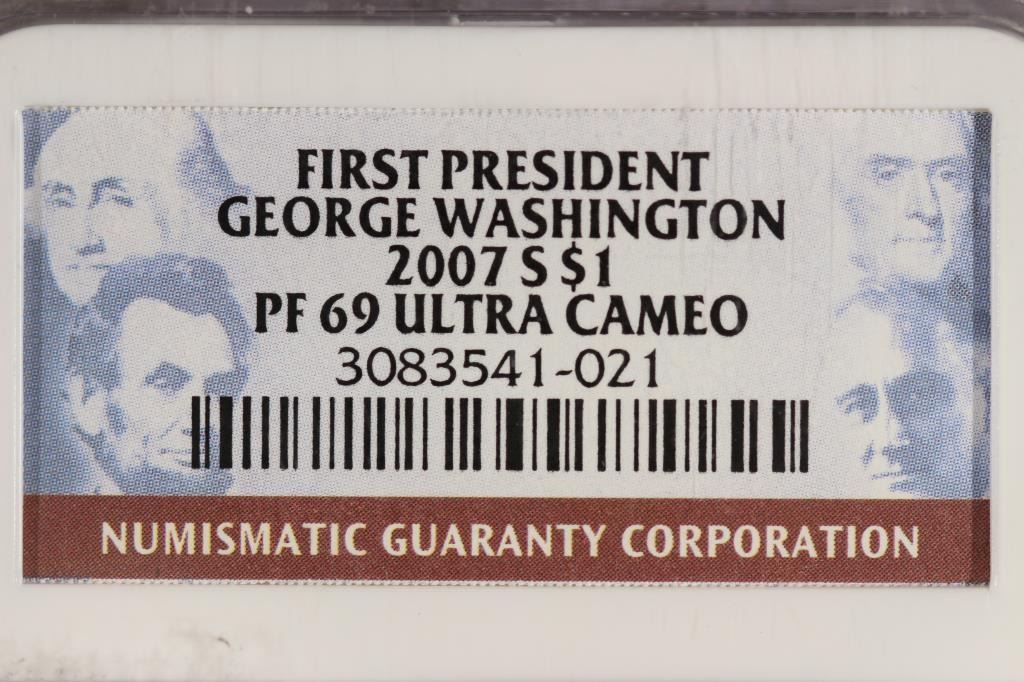 FIRST PRESIDENT
GEORGE WASHINGTON
2007 S $1
PF 69 ULTRA CAMEO
3083541-021
NUMISMATIC GUARANTY CORPORATION